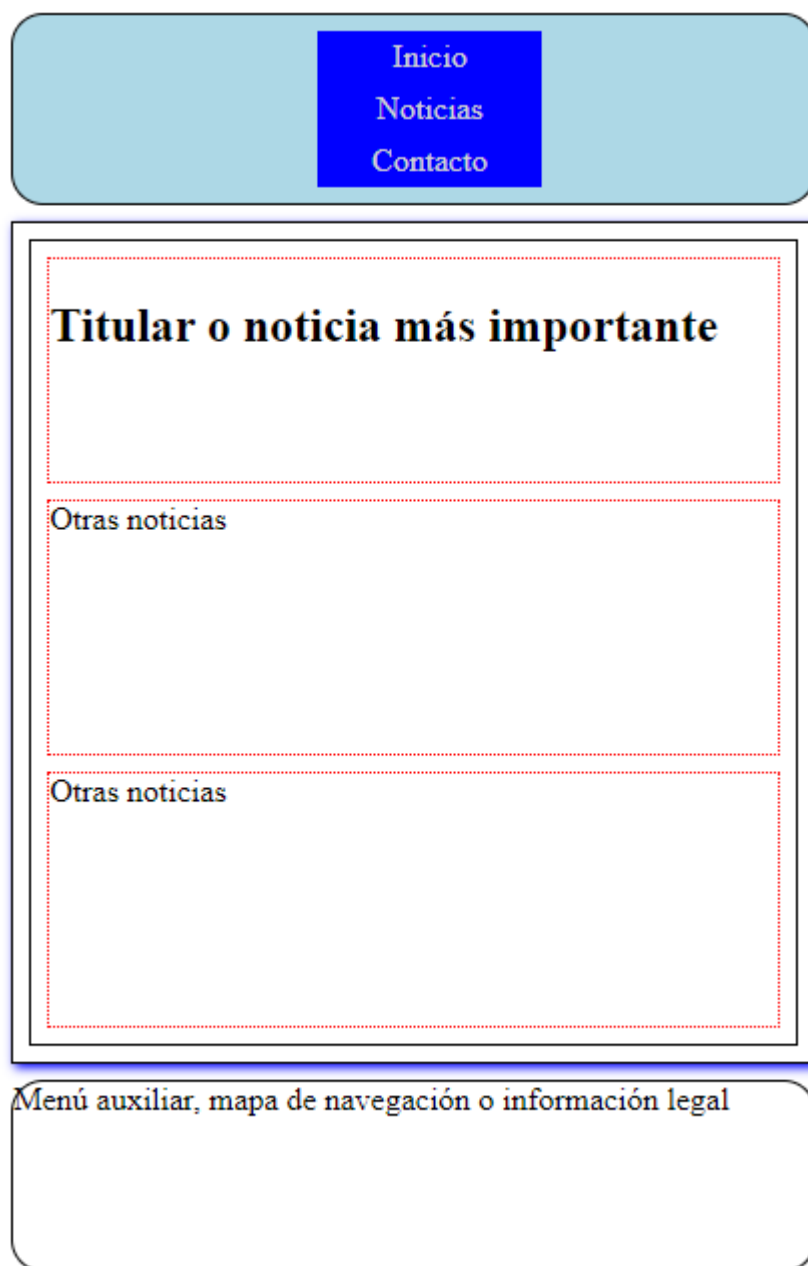 Inicio
Noticias
Contacto
Titular o noticia más importante
Otras noticias
Otras noticias
Menú auxiliar, mapa de navegación o información legal